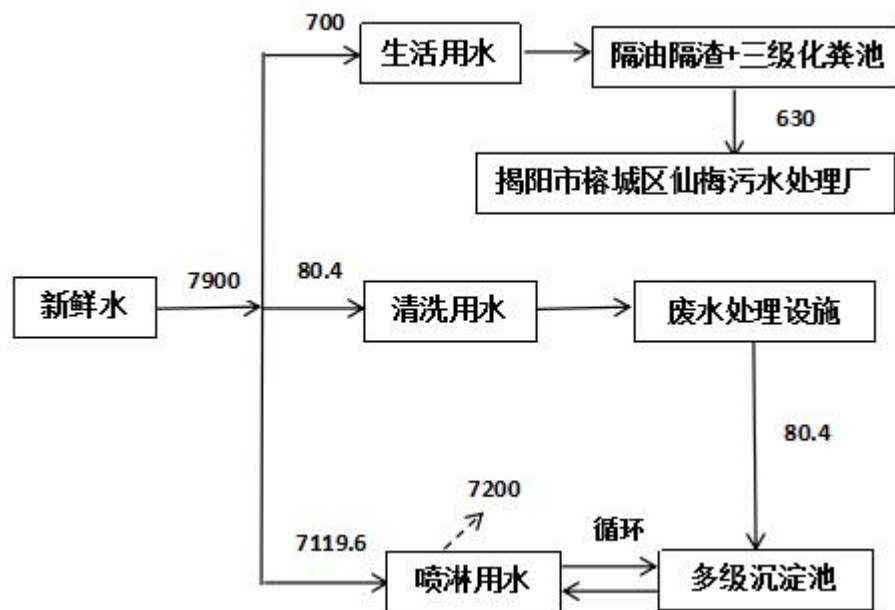 700
生活用水
隔油隔渣+三级化粪池
630
揭阳市榕城区仙梅污水处理厂
新鲜水
7900
80.4
清洗用水
废水处理设施
80.4
7200
7119.6
喷淋用水
循环
多级沉淀池